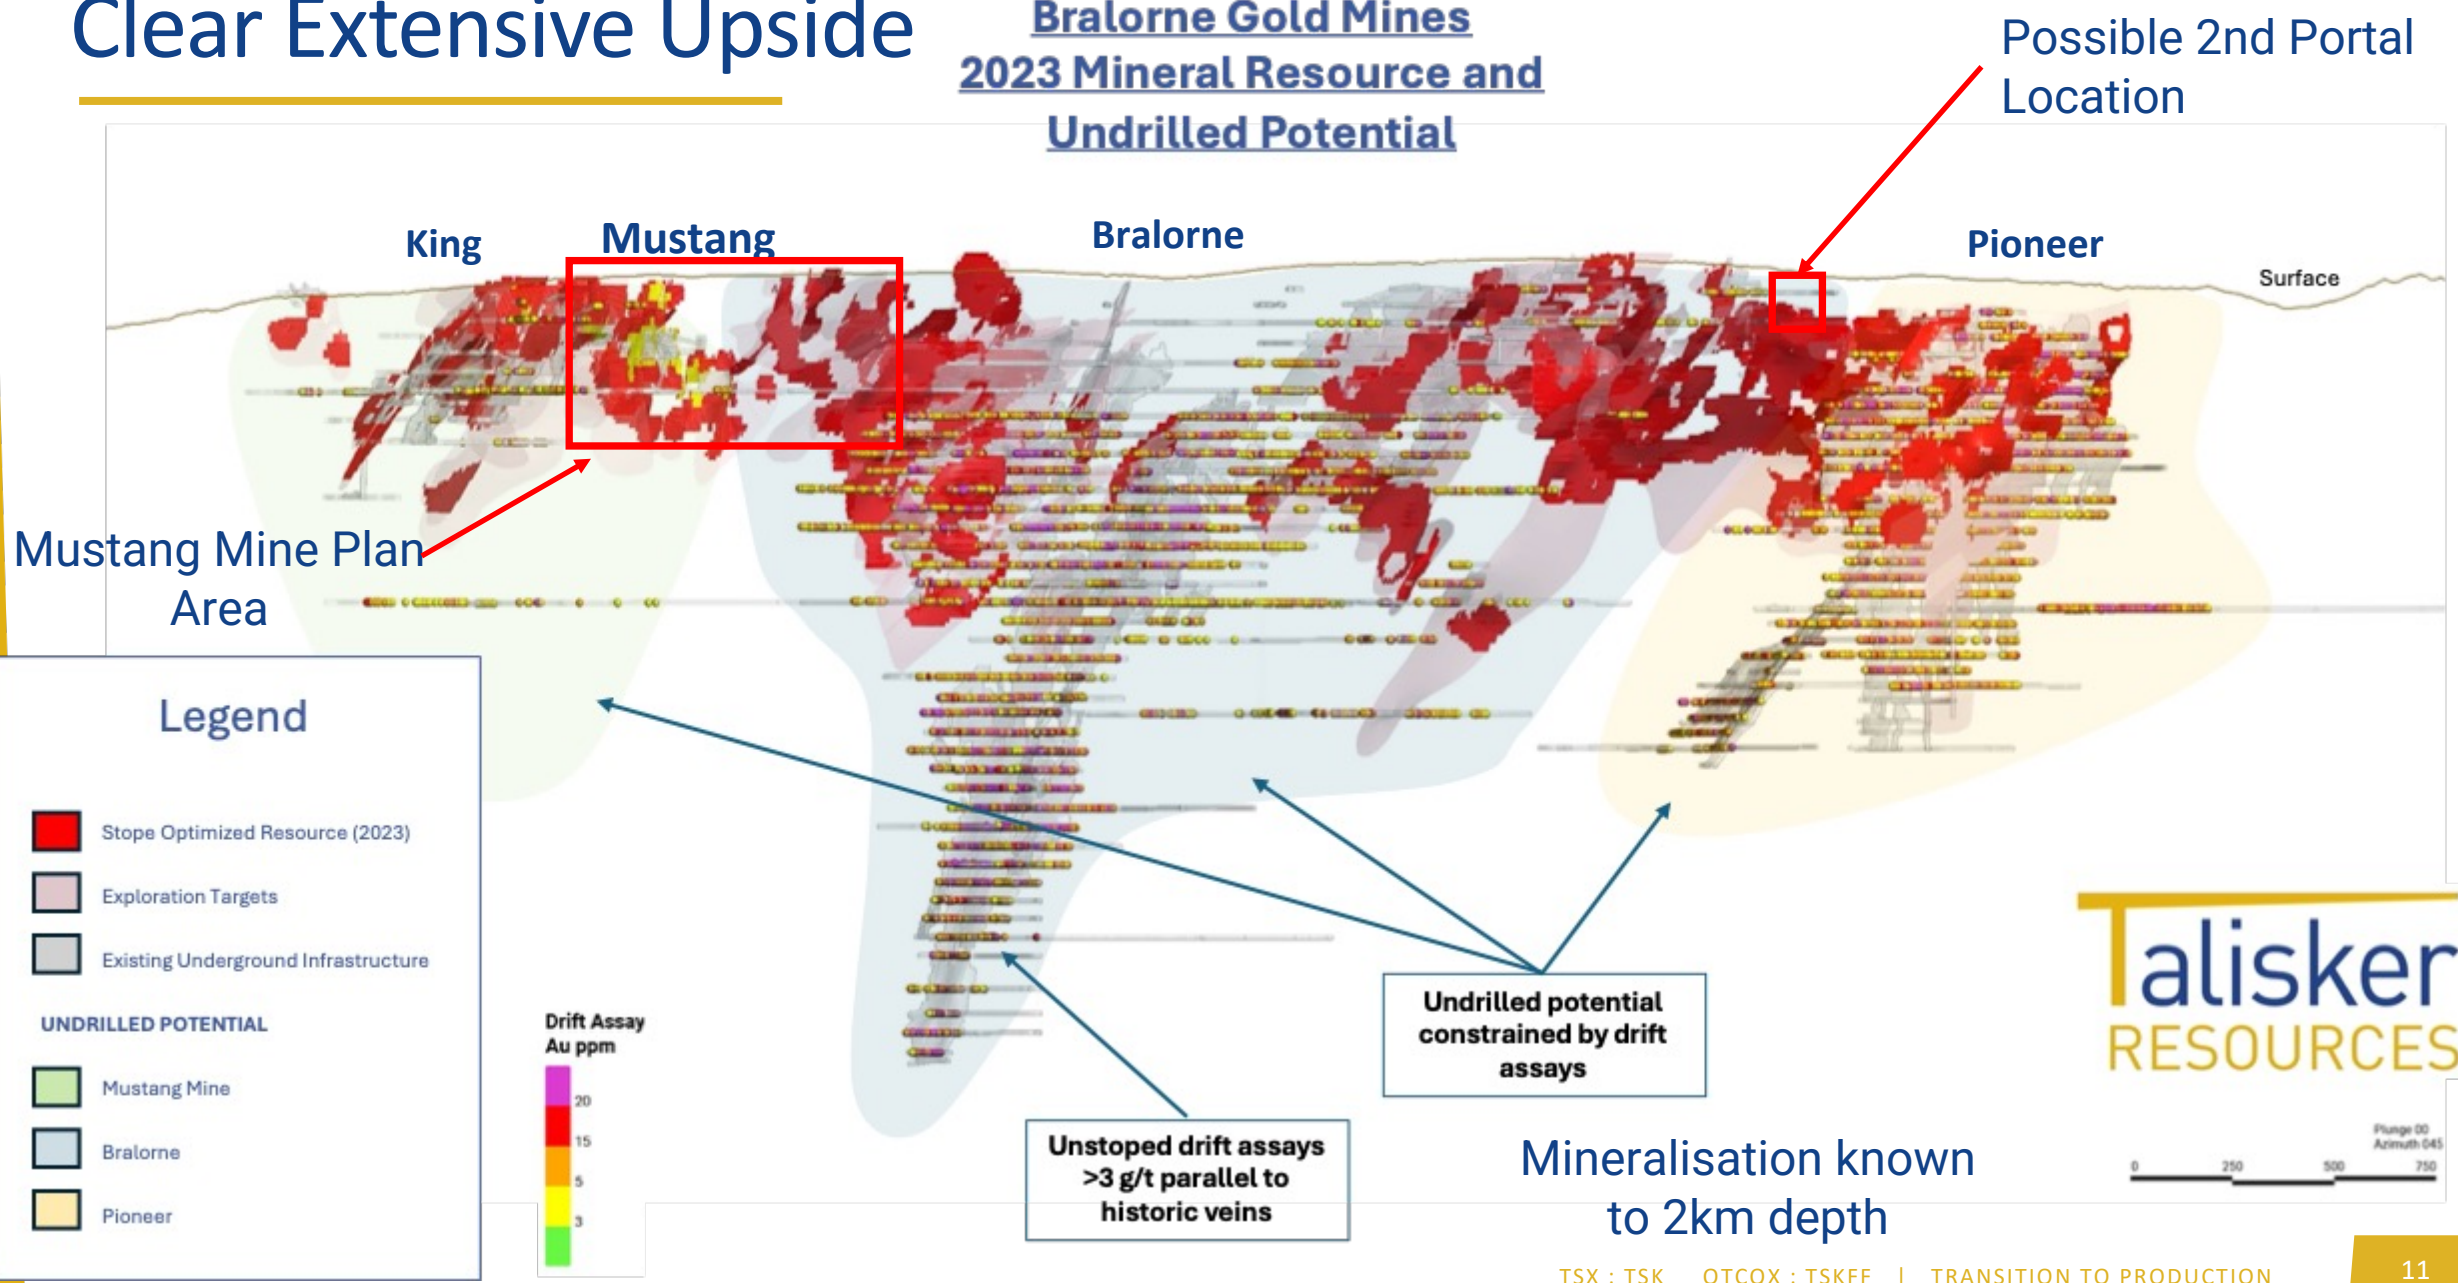 Clear Extensive Upside
Bralorne Gold Mines
2023 Mineral Resource and
Undrilled Potential
Possible 2nd Portal
Location
King
Mustang
Bralorne
Pioneer
Surface
Mustang Mine Plan
Area
Legend
Stope Optimized Resource (2023)
Exploration Targets
Existing Underground Infrastructure
UNDRILLED POTENTIAL
Mustang Mine
Bralorne
Pioneer
Drift Assay
Au ppm
20
15
5
3
Unstoped drift assays
>3 g/t parallel to
historic veins
Undrilled potential
constrained by drift
assays
Mineralisation known
to 2km depth
Talisker
RESOURCES
Plunge 00
Azimuth 045
0 250 500 750
TSX : TSK OTCQX : TSKFF | TRANSITION TO PRODUCTION
11